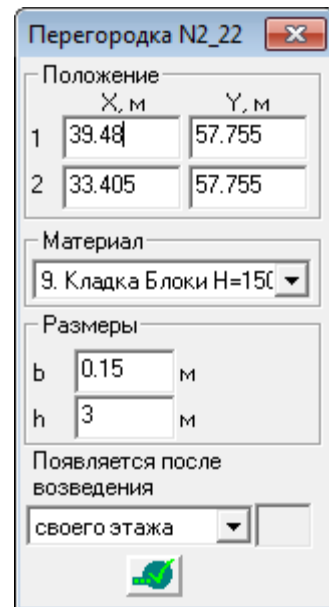 Перегородка N2_22
Положение
X, м Y, м
1 39.48 57.755
2 33.405 57.755
Материал
9. Кладка Блоки H=150
Размеры
b 0.15 м
h 3 м
Появляется после
возведения
своего этажа